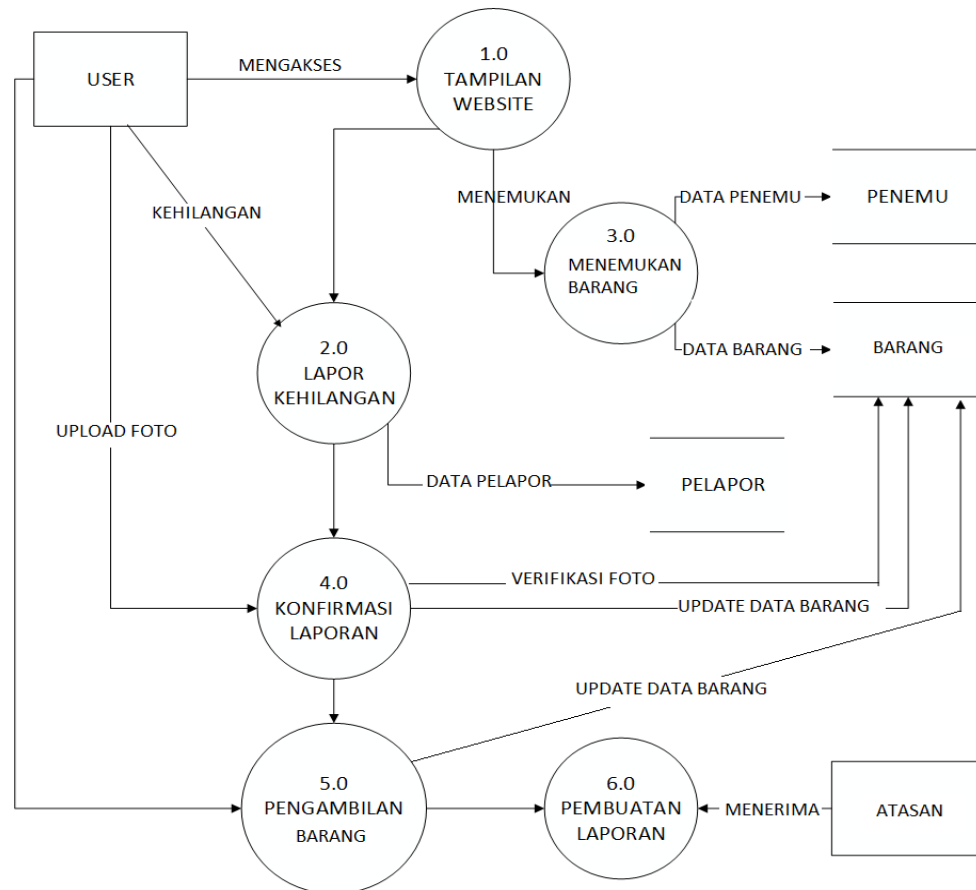 USER
MENGAKSES
1.0
TAMPILAN
WEBSITE
KEHILANGAN
MENEMUKAN
DATA PENEMU
PENEMU
3.0
MENEMUKAN
BARANG
DATA BARANG
BARANG
2.0
LAPOR
KEHILANGAN
UPLOAD FOTO
DATA PELAPOR
PELAPOR
4.0
KONFIRMASI
LAPORAN
VERIFIKASI FOTO
UPDATE DATA BARANG
UPDATE DATA BARANG
5.0
PENGAMBILAN
BARANG
6.0
PEMBUATAN
LAPORAN
MENERIMA
ATASAN